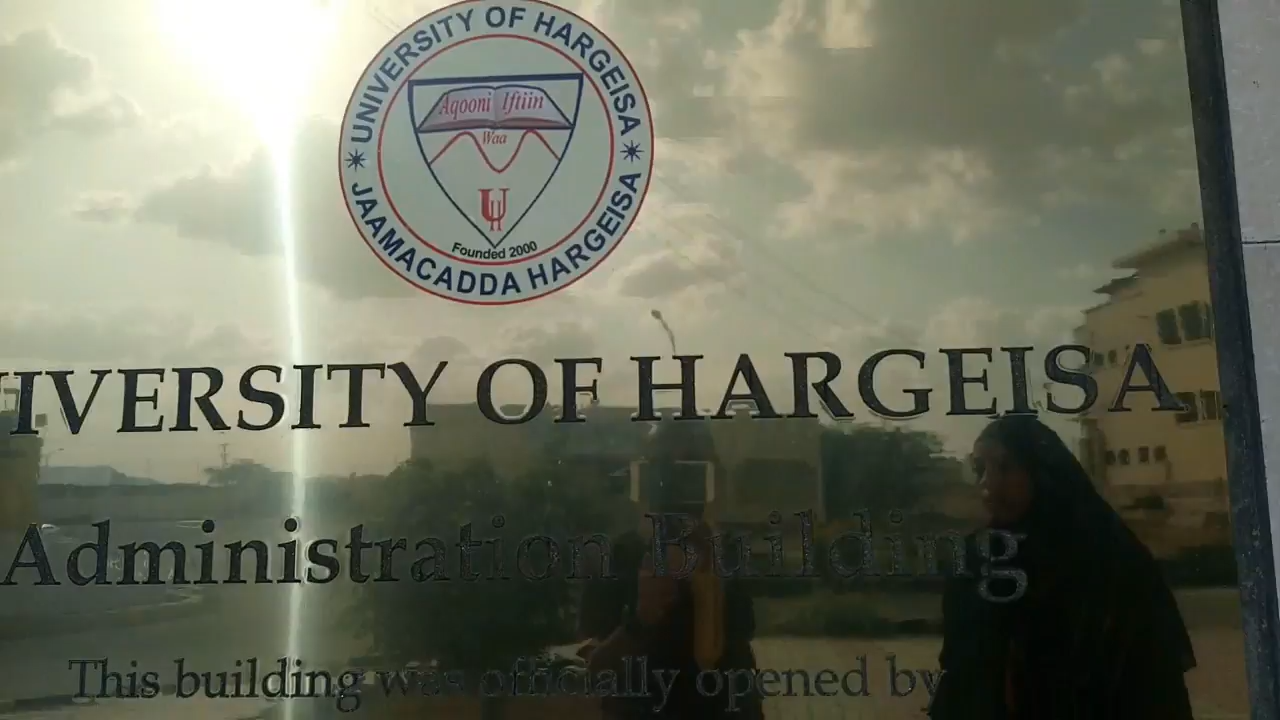 UNIVERSITY OF HARGEISA
Aqooni Iftiin
Waa
UH
Founded 2000
JAAMACADDA HARGEISA
IVERSITY OF HARGEISA
Administration Building
This building was officially opened by